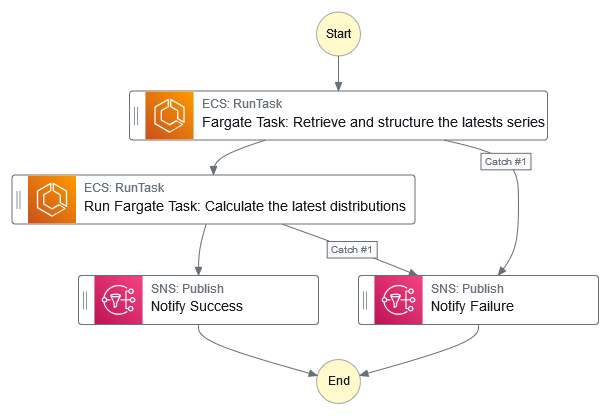 Start
ECS: RunTask
Fargate Task: Retrieve and structure the latests series
Catch #1
ECS: RunTask
Run Fargate Task: Calculate the latest distributions
Catch #1
SNS: Publish
Notify Success
SNS: Publish
Notify Failure
End